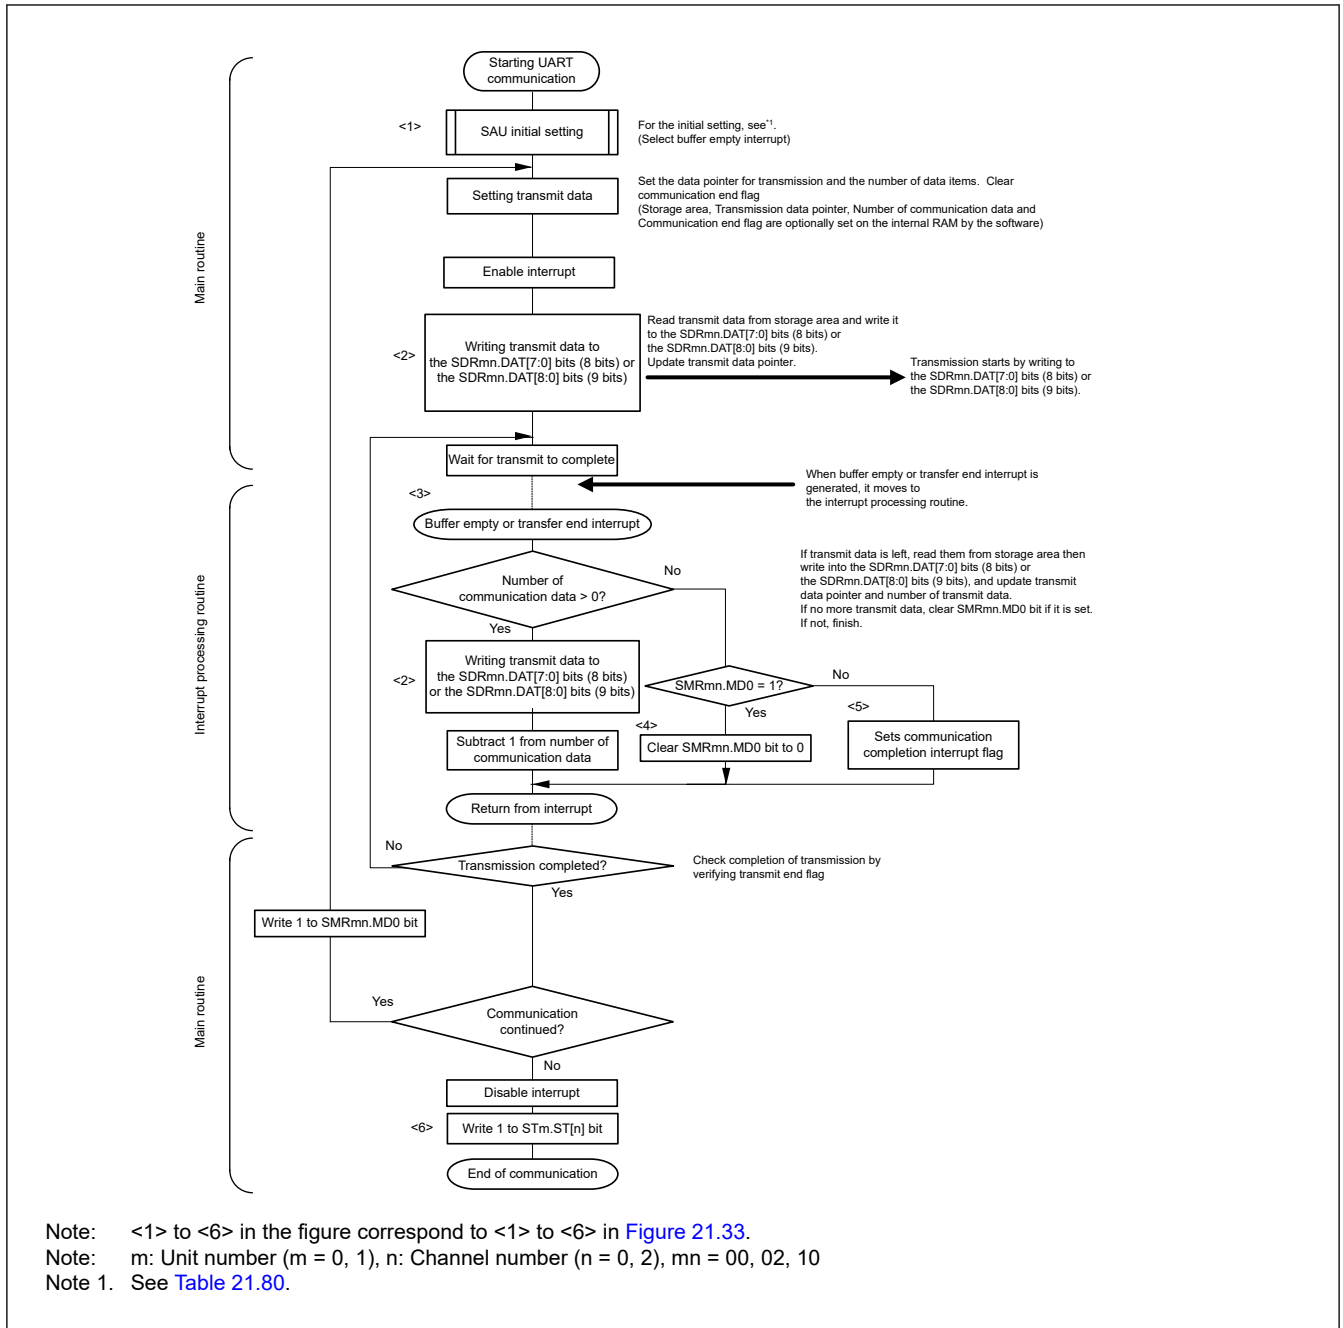 Starting UART
communication
<1>
SAU initial setting
For the initial setting, see*1.
(Select buffer empty interrupt)
Setting transmit data
Set the data pointer for transmission and the number of data items.  Clear
communication end flag
(Storage area, Transmission data pointer, Number of communication data and
Communication end flag are optionally set on the internal RAM by the software)
Main routine
Enable interrupt
<2>
Writing transmit data to
the SDRmn.DAT[7:0] bits (8 bits) or
the SDRmn.DAT[8:0] bits (9 bits)
Read transmit data from storage area and write it
to the SDRmn.DAT[7:0] bits (8 bits) or
the SDRmn.DAT[8:0] bits (9 bits).
Update transmit data pointer.
Transmission starts by writing to
the SDRmn.DAT[7:0] bits (8 bits) or
the SDRmn.DAT[8:0] bits (9 bits).
Wait for transmit to complete
<3>
When buffer empty or transfer end interrupt is
generated, it moves to
the interrupt processing routine.
Buffer empty or transfer end interrupt
Interrupt processing routine
Number of
communication data > 0?
No
Yes
If transmit data is left, read them from storage area then
write into the SDRmn.DAT[7:0] bits (8 bits) or
the SDRmn.DAT[8:0] bits (9 bits), and update transmit
data pointer and number of transmit data.
If no more transmit data, clear SMRmn.MD0 bit if it is set.
If not, finish.
<2>
Writing transmit data to
the SDRmn.DAT[7:0] bits (8 bits)
or the SDRmn.DAT[8:0] bits (9 bits)
SMRmn.MD0 = 1?
No
Yes
<4>
<5>
Subtract 1 from number of
communication data
Clear SMRmn.MD0 bit to 0
Sets communication
completion interrupt flag
Return from interrupt
No
Transmission completed?
Yes
Check completion of transmission by
verifying transmit end flag
Write 1 to SMRmn.MD0 bit
Main routine
Yes
Communication
continued?
No
Disable interrupt
<6>
Write 1 to STm.ST[n] bit
End of communication
Note: <1> to <6> in the figure correspond to <1> to <6> in Figure 21.33.
Note: m: Unit number (m = 0, 1), n: Channel number (n = 0, 2), mn = 00, 02, 10
Note 1. See Table 21.80.